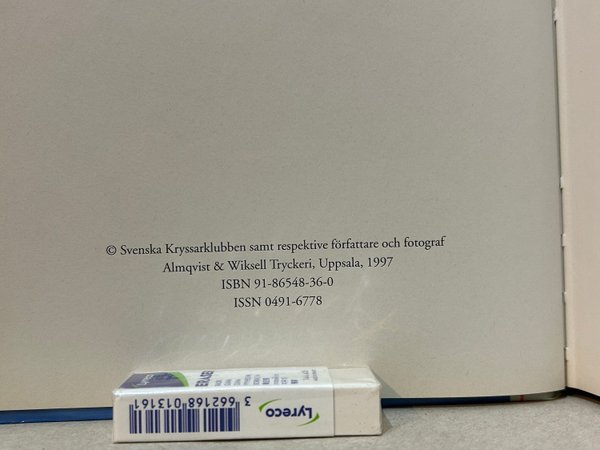 © Svenska Kryssarklubben samt respektive författare och fotograf
Almqvist & Wiksell Tryckeri, Uppsala, 1997
ISBN 91-86548-36-0
ISSN 0491-6778
Lyreco
3 662168 013161